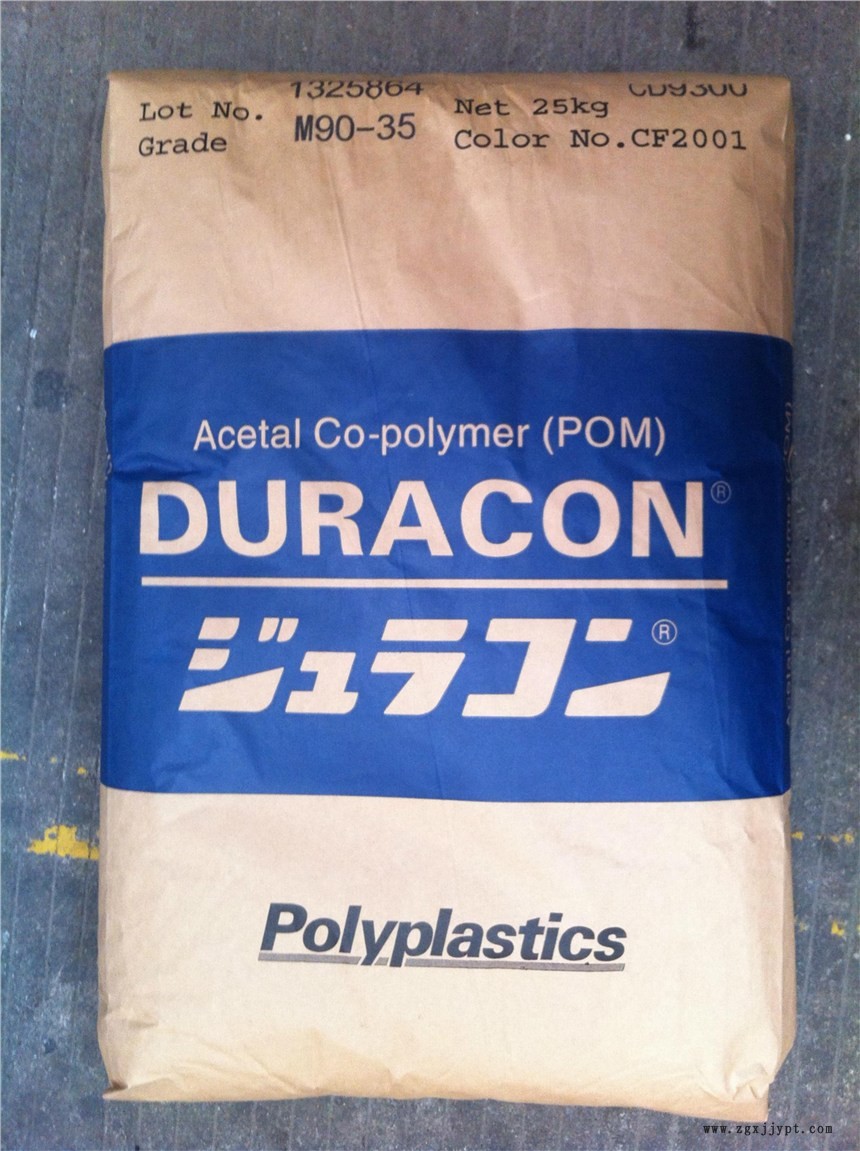 Lot No. 1325864 Net 25kg CD9300
Grade M90-35 Color No.CF2001
Acetal Co-polymer (POM)
DURACON®
ジュラコン®
Polyplastics
www.zgxjjypt.com